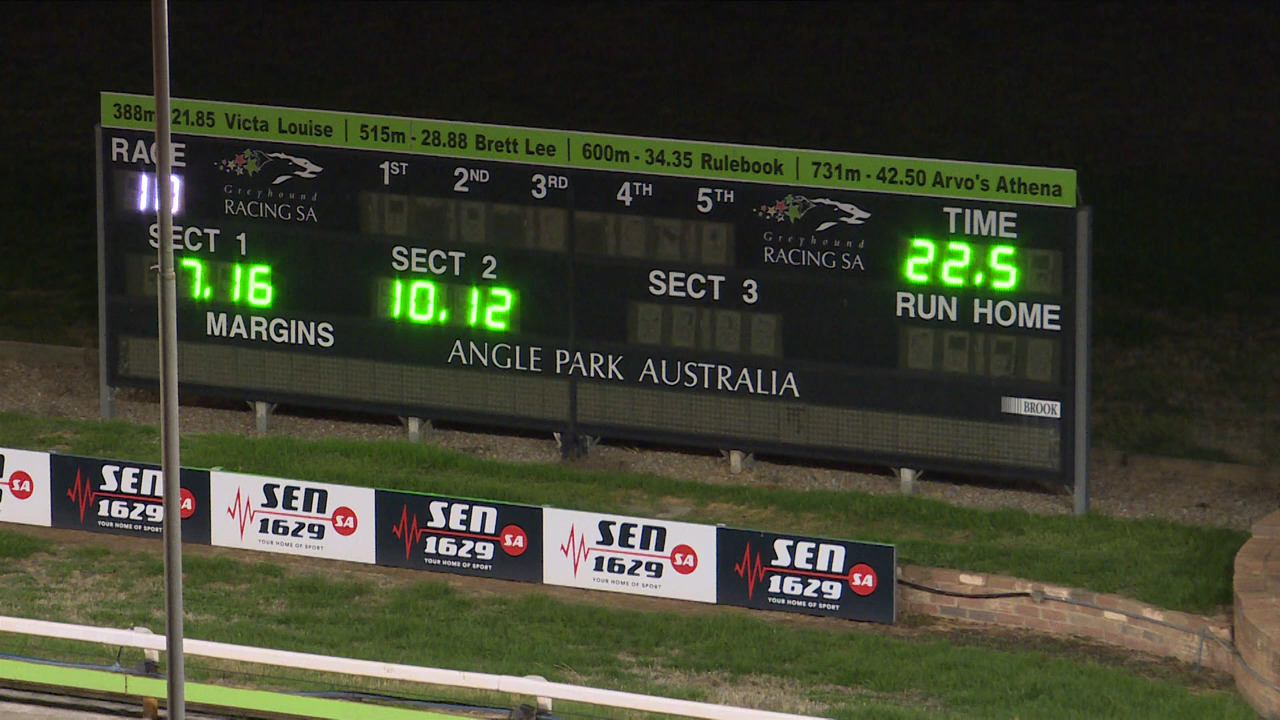 388m - 21.85 Victa Louise | 515m - 28.88 Brett Lee | 600m - 34.35 Rulebook | 731m - 42.50 Arvo's Athena
RACE
Greyhound
RACING SA
1ST 2ND 3RD 4TH 5TH
Greyhound
RACING SA
TIME
22.5
SECT 1
7.16
SECT 2
10.12
SECT 3
RUN HOME
MARGINS
ANGLE PARK AUSTRALIA
BROOK
SA
SEN
1629 SA
YOUR HOME OF SPORT
SEN
1629 SA
YOUR HOME OF SPORT
SEN
1629 SA
YOUR HOME OF SPORT
SEN
1629 SA
YOUR HOME OF SPORT
SEN
1629 SA
YOUR HOME OF SPORT